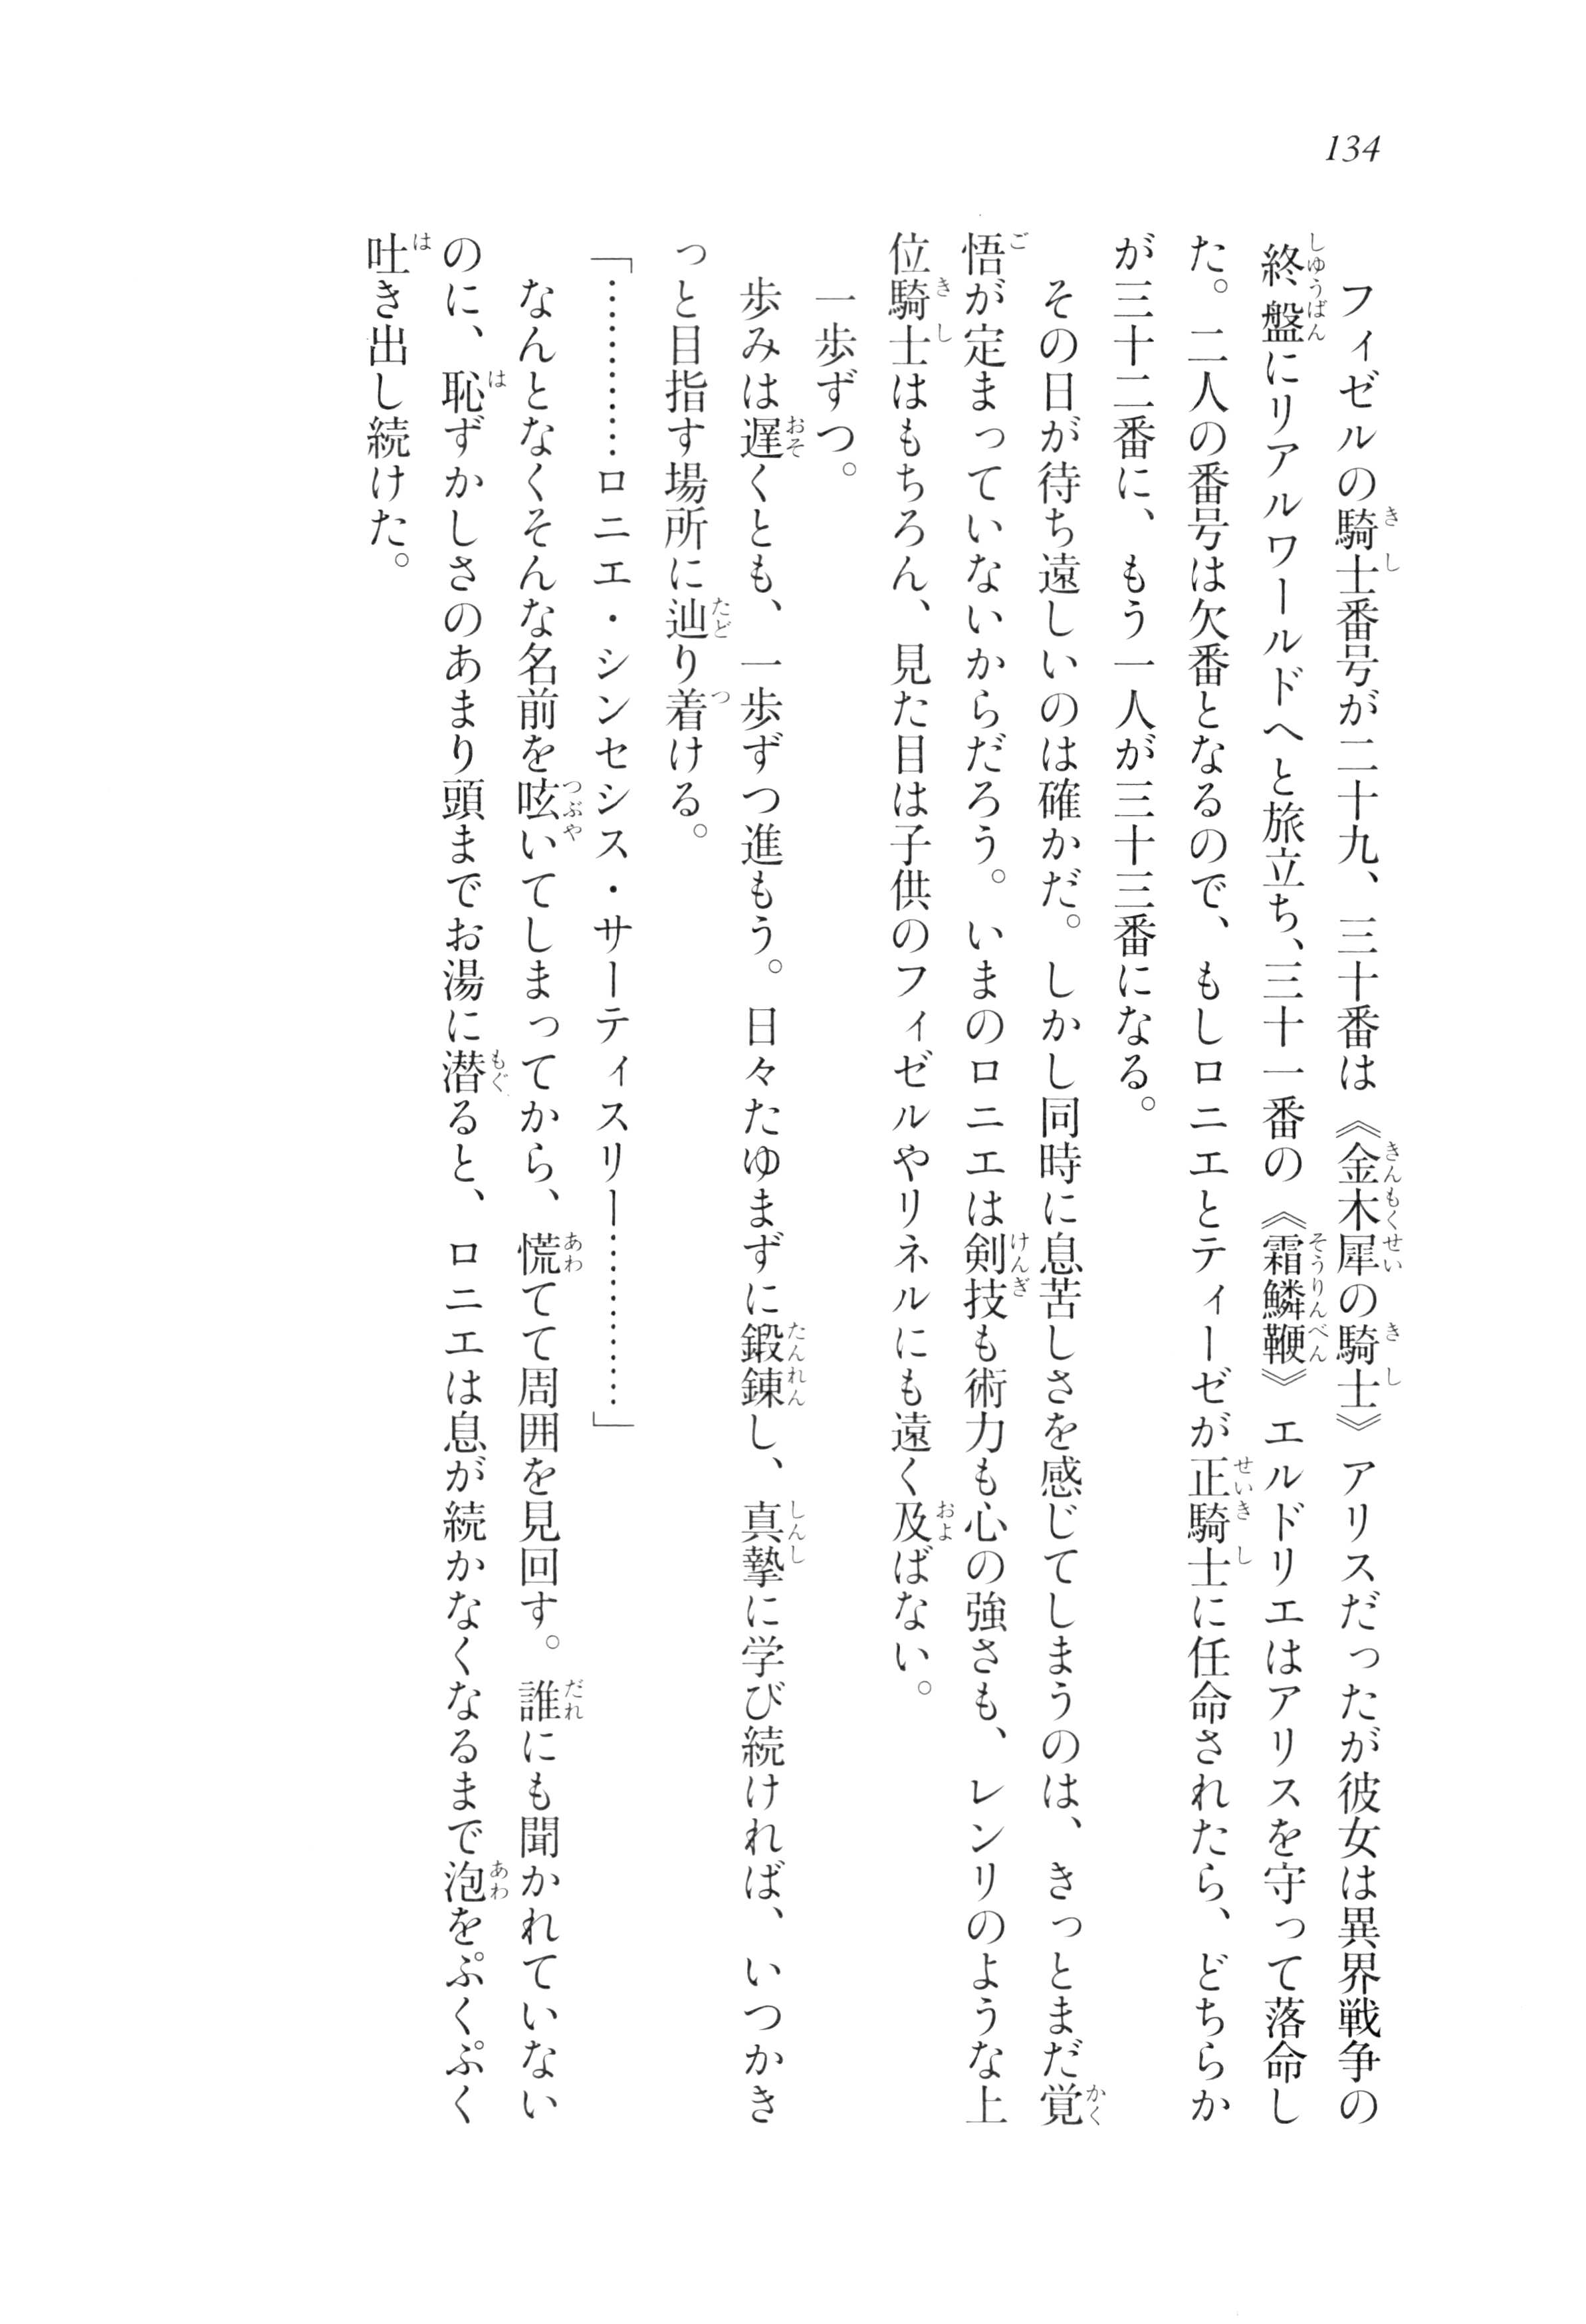 134
フィゼルの騎士番号が二十九、三十番は《金木犀の騎士》アリスだったが彼女は異界戦争の
終盤にリアルワールドへと旅立ち、三十一番の《霜鱗鞭》エルドリエはアリスを守って落命し
た。二人の番号は欠番となるので、もしロニエとティーゼが正騎士に任命されたら、どちらか
が三十二番に、もう一人が三十三番になる。
その日が待ち遠しいのは確かだ。しかし同時に息苦しさを感じてしまうのは、きっとまだ覚
悟が定まっていないからだろう。いまのロニエは剣技も術力も心の強さも、レンリのような上
位騎士はもちろん、見た目は子供のフィゼルやリネルにも遠く及ばない。
一歩ずつ。
歩みは遅くとも、一歩ずつ進もう。日々たゆまずに鍛錬し、真摯に学び続ければ、いつかき
っと目指す場所に辿り着ける。
「…………ロニエ・シンセシス・サーティスリー…………」
なんとなくそんな名前を呟いてしまってから、慌てて周囲を見回す。誰にも聞かれていない
のに、恥ずかしさのあまり頭までお湯に潜ると、ロニエは息が続かなくなるまで泡をぷくぷく
吐き出し続けた。